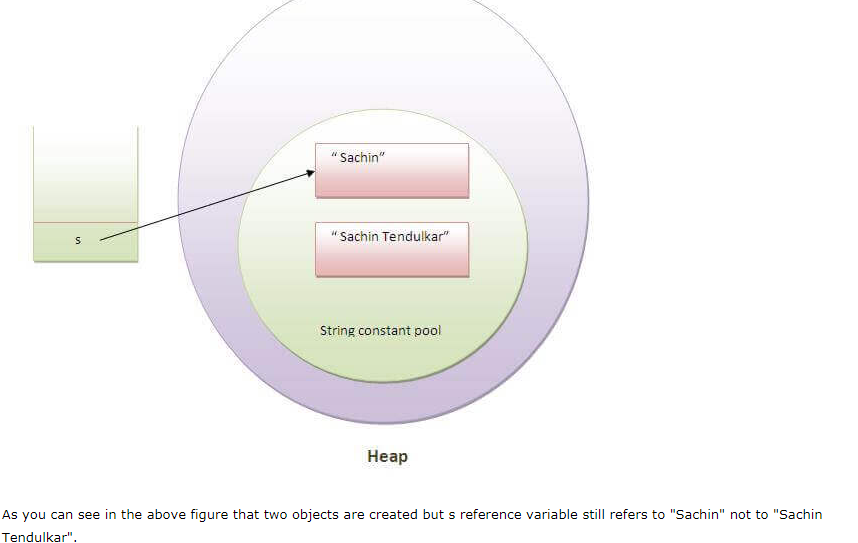 “ Sachin”
s
“ Sachin Tendulkar”
String constant pool
Heap
As you can see in the above figure that two objects are created but s reference variable still refers to "Sachin" not to "Sachin
Tendulkar".